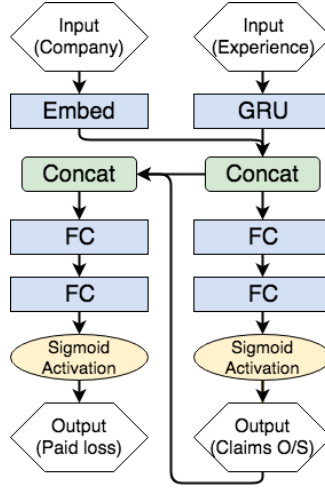 Input
(Company)
Input
(Experience)
Embed
GRU
Concat
Concat
FC
FC
FC
FC
Sigmoid
Activation
Sigmoid
Activation
Output
(Paid loss)
Output
(Claims O/S)